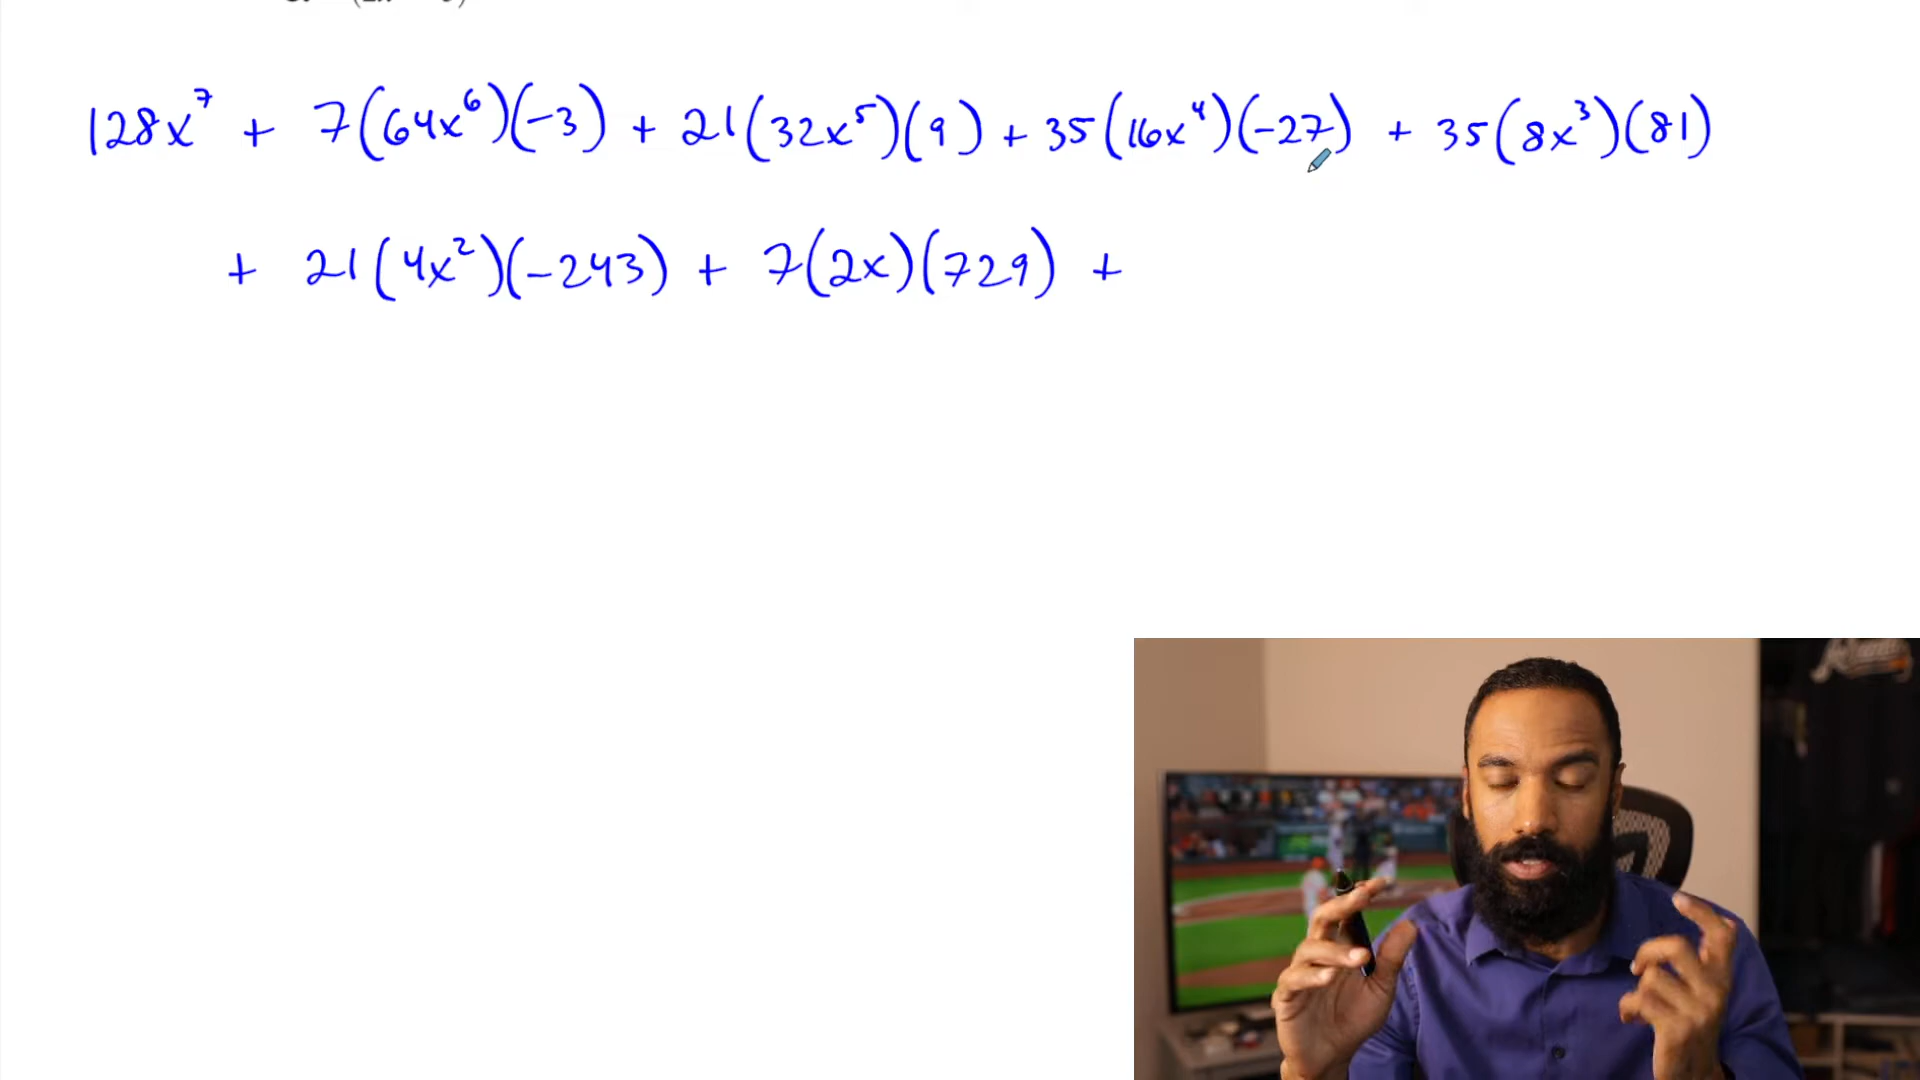 128x⁷ + 7(64x⁶)(-3) + 21(32x⁵)(9) + 35(16x⁴)(-27) + 35(8x³)(81)
+ 21(4x²)(-243) + 7(2x)(729) +